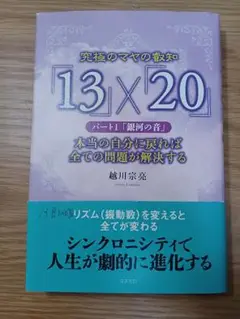 究極のマヤの叡知
「13」×「20」
パートI「銀河の音」
本当の自分に戻れば
全ての問題が解決する
越川宗亮
リズム(振動数)を変えると
全てが変わる
シンクロニシティで
人生が劇的に進化する